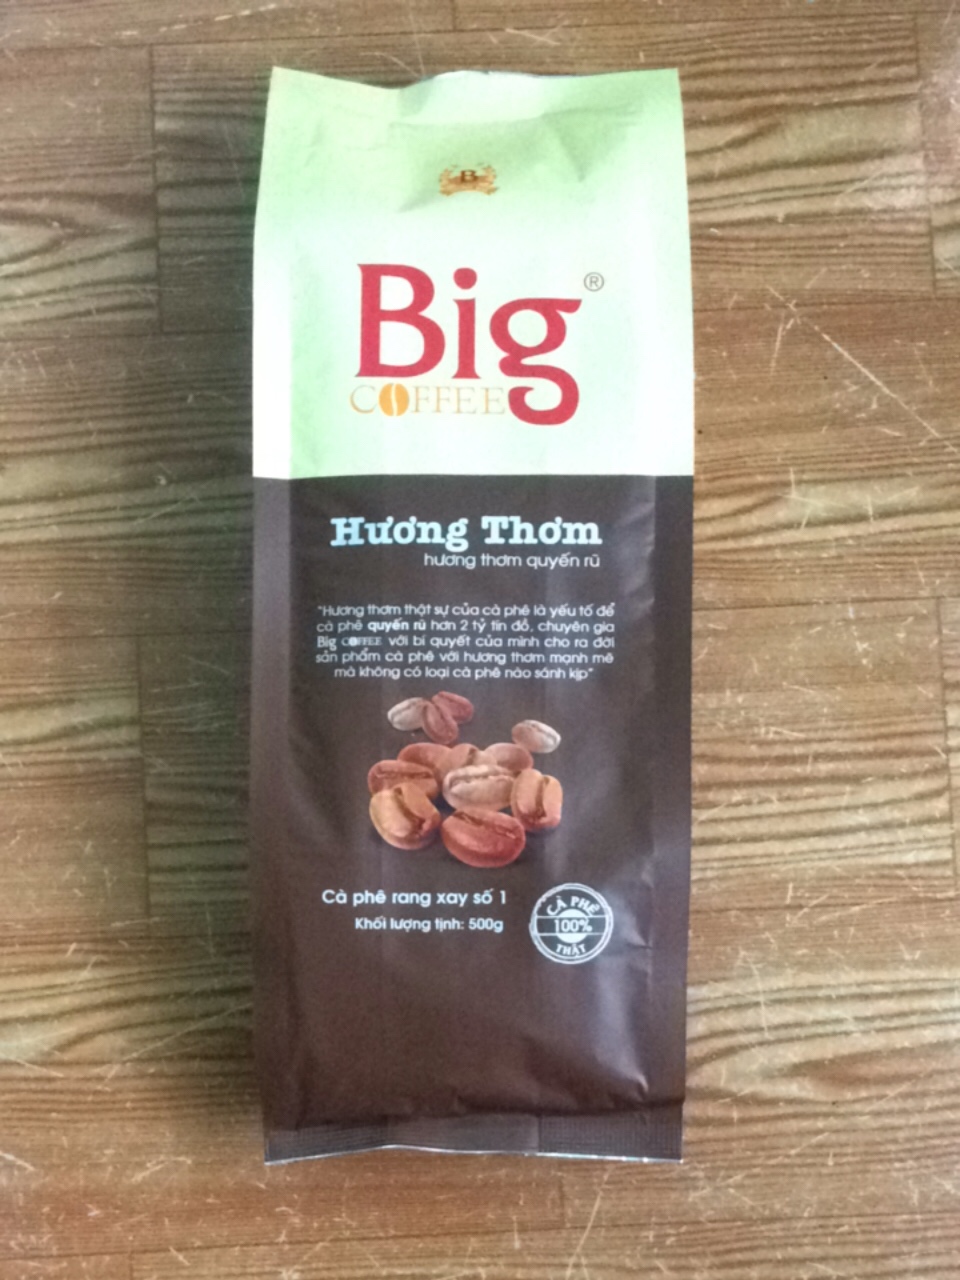 B
Big®
COFFEE
Hương Thơm
hương thơm quyến rũ
"Hương thơm thật sự của cà phê là yếu tố để
cà phê quyến rũ hơn 2 tỷ tín đồ, chuyên gia
Big COFFEE với bí quyết của mình cho ra đời
sản phẩm cà phê với hương thơm mạnh mẽ
mà không có loại cà phê nào sánh kịp"
Cà phê rang xay số 1
Khối lượng tịnh: 500g
CÀ PHÊ
100%
THẬT